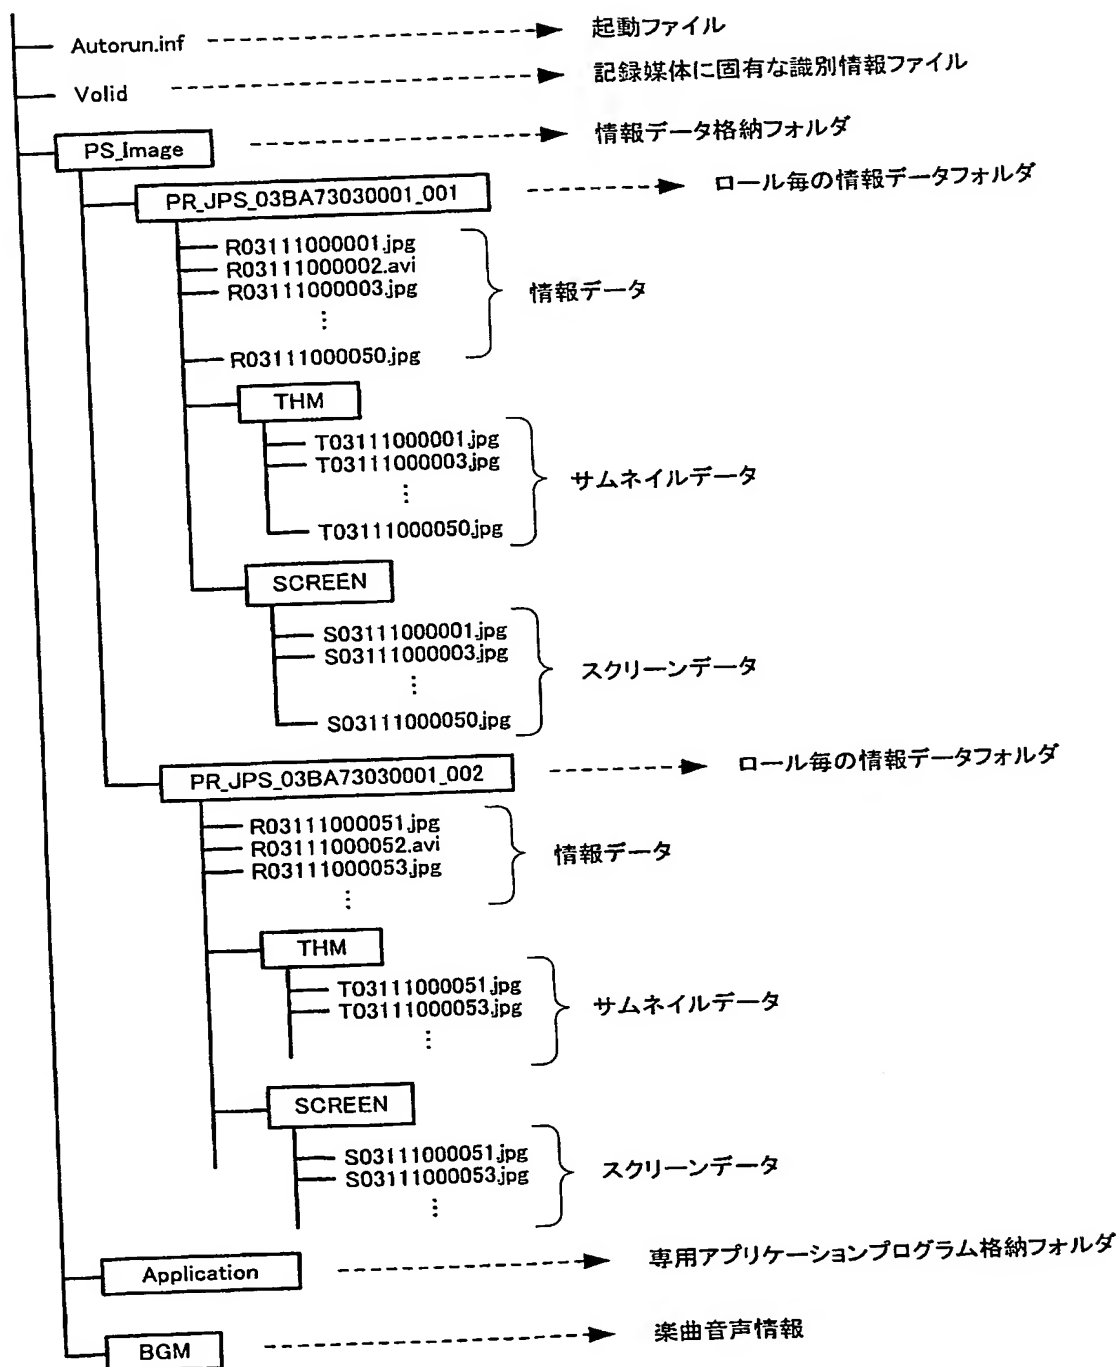 Autorun.inf 起動ファイル
Volid 記録媒体に固有な識別情報ファイル
PS_Image 情報データ格納フォルダ
PR_JPS_03BA73030001_001 ロール毎の情報データフォルダ
R03111000001.jpg
R03111000002.avi
R03111000003.jpg
情報データ
⋮
R03111000050.jpg
THM
T03111000001.jpg
T03111000003.jpg
サムネイルデータ
⋮
T03111000050.jpg
SCREEN
S03111000001.jpg
S03111000003.jpg
スクリーンデータ
⋮
S03111000050.jpg
PR_JPS_03BA73030001_002 ロール毎の情報データフォルダ
R03111000051.jpg
R03111000052.avi
R03111000053.jpg
情報データ
⋮
THM
T03111000051.jpg
T03111000053.jpg
サムネイルデータ
⋮
SCREEN
S03111000051.jpg
S03111000053.jpg
スクリーンデータ
⋮
Application 専用アプリケーションプログラム格納フォルダ
BGM 楽曲音声情報